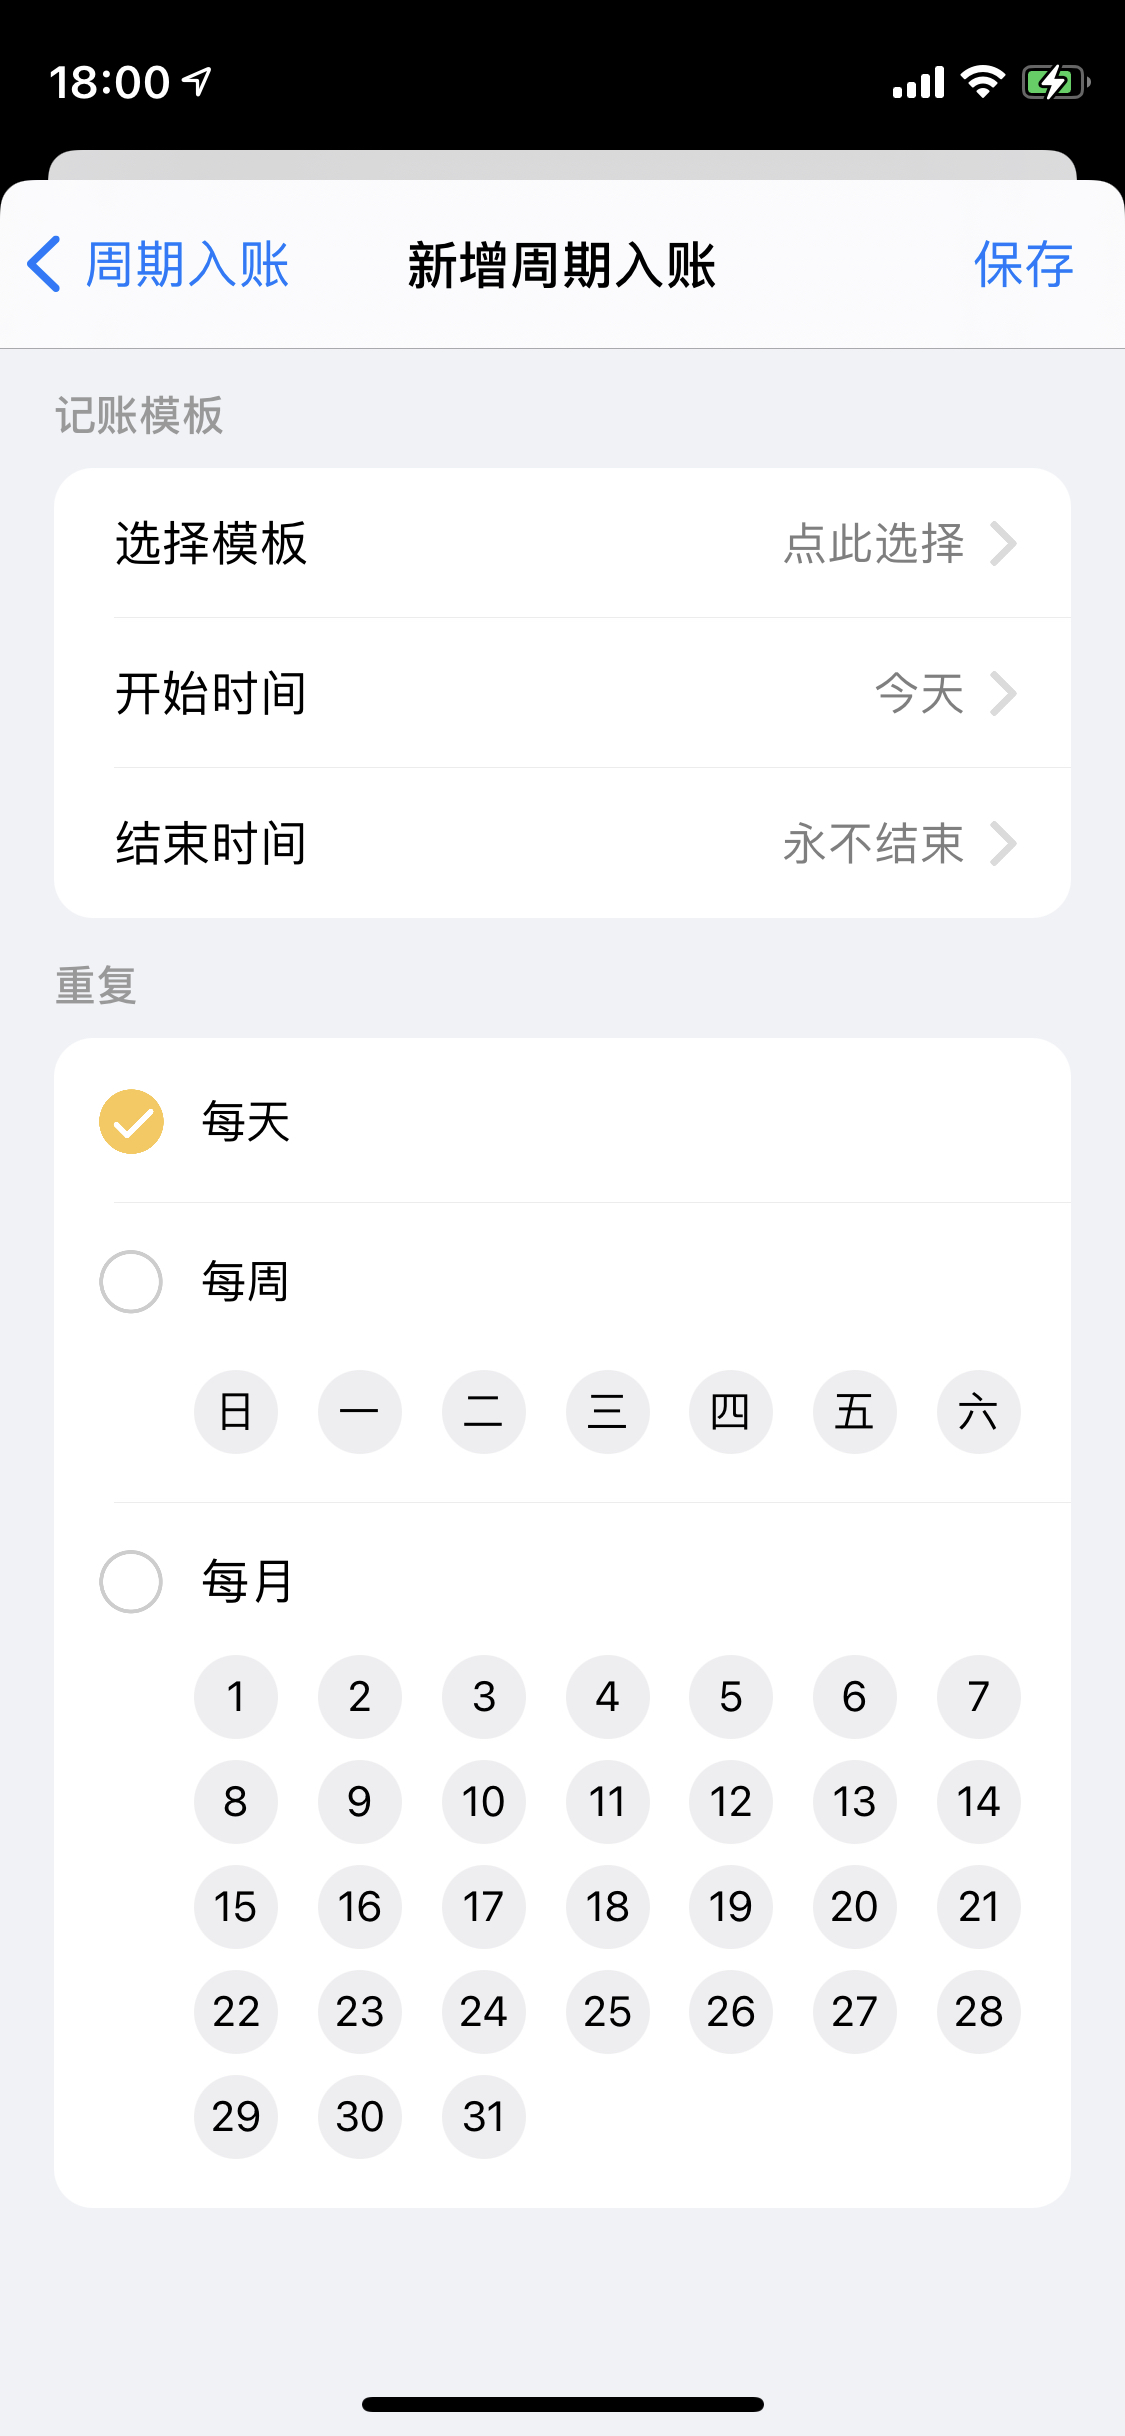 18:00
周期入账 新增周期入账 保存
记账模板
选择模板 点此选择
开始时间 今天
结束时间 永不结束
重复
每天
每周
日 一 二 三 四 五 六
每月
1 2 3 4 5 6 7
8 9 10 11 12 13 14
15 16 17 18 19 20 21
22 23 24 25 26 27 28
29 30 31